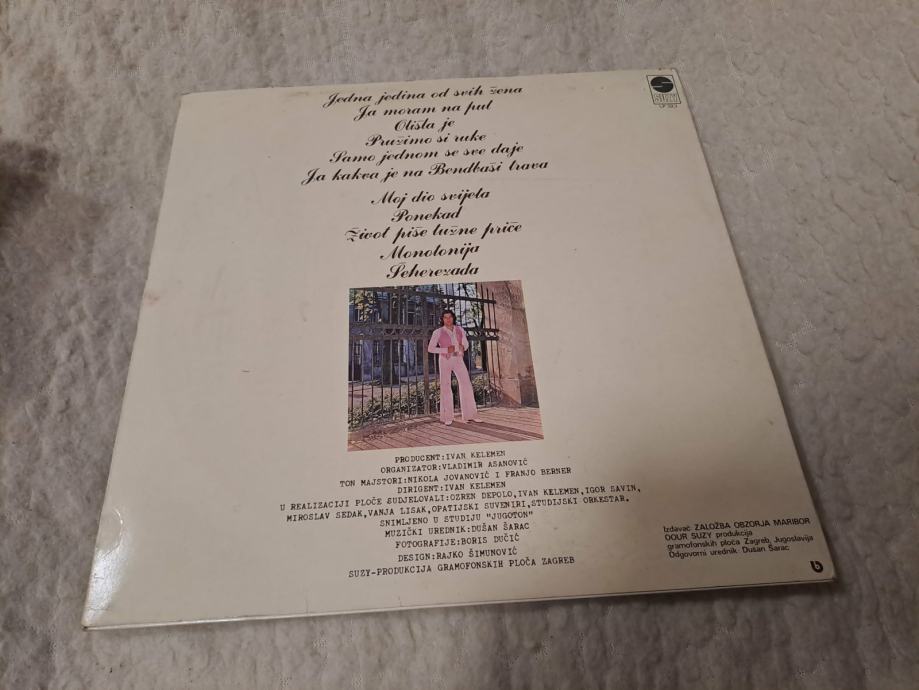 Jedna jedina od svih žena
Ja moram na put
Otišla je
Pružimo si ruke
Samo jednom se sve daje
Ja kakva je na Bendbaši trava
Moj dio svijeta
Ponekad
Život piše tužne priče
Monotonija
Šeherezada
SUZY
PRODUCENT:IVAN KELEMEN
ORGANIZATOR:VLADIMIR ASANOVIĆ
TON MAJSTORI:NIKOLA JOVANOVIĆ I FRANJO BERNER
DIRIGENT:IVAN KELEMEN
U REALIZACIJI PLOČE SUDJELOVALI:OZREN DEPOLO,IVAN KELEMEN,IGOR SAVIN,
MIROSLAV SEDAK,VANJA LISAK,OPATIJSKI SUVENIRI,STUDIJSKI ORKESTAR.
SNIMLJENO U STUDIJU "JUGOTON"
MUZIČKI UREDNIK:DUŠAN ŠARAC
FOTOGRAFIJE:BORIS DUČIĆ
DESIGN:RAJKO ŠIMUNOVIĆ
SUZY-PRODUKCIJA GRAMOFONSKIH PLOČA ZAGREB
Izdavač ZALOŽBA OBZORJA MARIBOR
OOUR SUZY produkcija
gramofonskih ploča Zagreb, Jugoslavija
Odgovorni urednik: Dušan Šarac
b